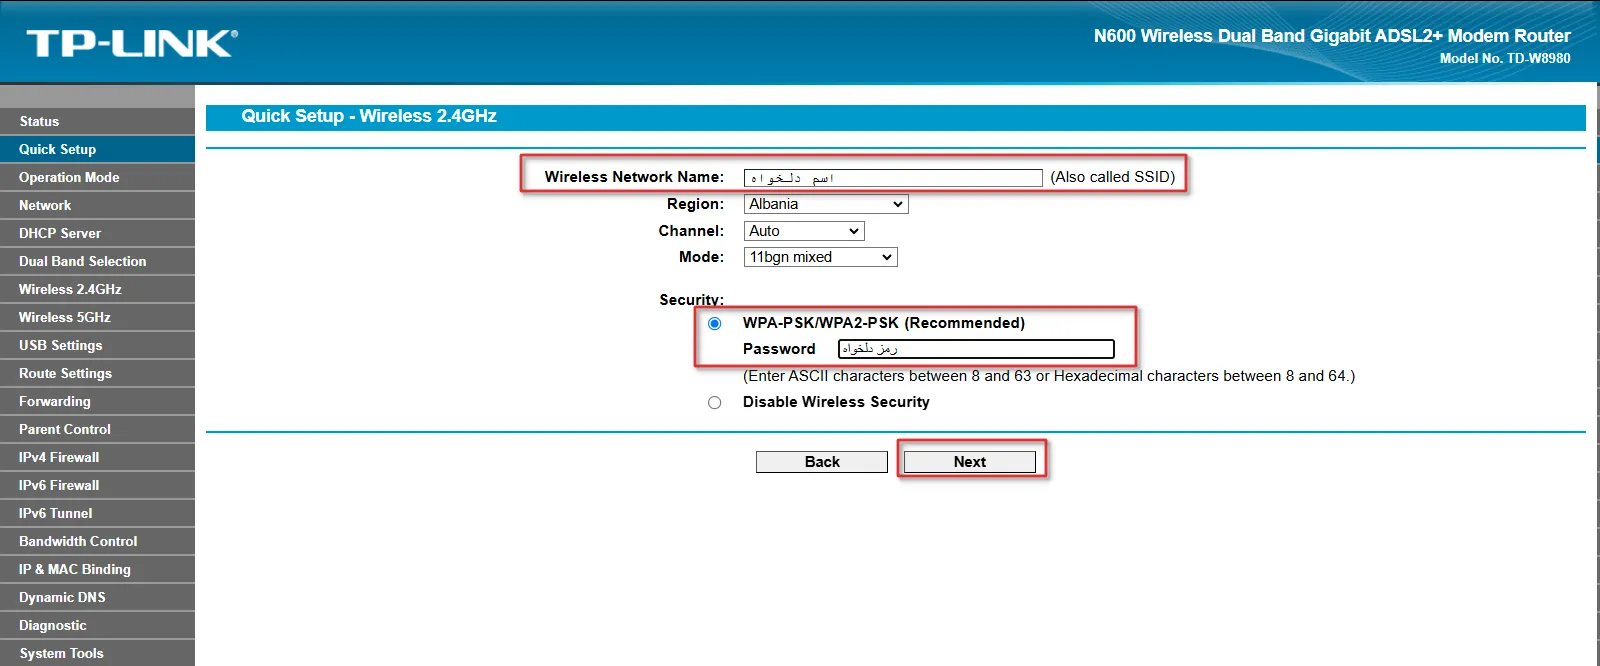 TP-LINK®
N600 Wireless Dual Band Gigabit ADSL2+ Modem Router
Model No. TD-W8980
Status
Quick Setup
Operation Mode
Network
DHCP Server
Dual Band Selection
Wireless 2.4GHz
Wireless 5GHz
USB Settings
Route Settings
Forwarding
Parent Control
IPv4 Firewall
IPv6 Firewall
IPv6 Tunnel
Bandwidth Control
IP & MAC Binding
Dynamic DNS
Diagnostic
System Tools
Quick Setup - Wireless 2.4GHz
Wireless Network Name: اسم دلخواه (Also called SSID)
Region: Albania
Channel: Auto
Mode: 11bgn mixed
Security:
WPA-PSK/WPA2-PSK (Recommended)
Password رمز دلخواه
(Enter ASCII characters between 8 and 63 or Hexadecimal characters between 8 and 64.)
Disable Wireless Security
Back Next